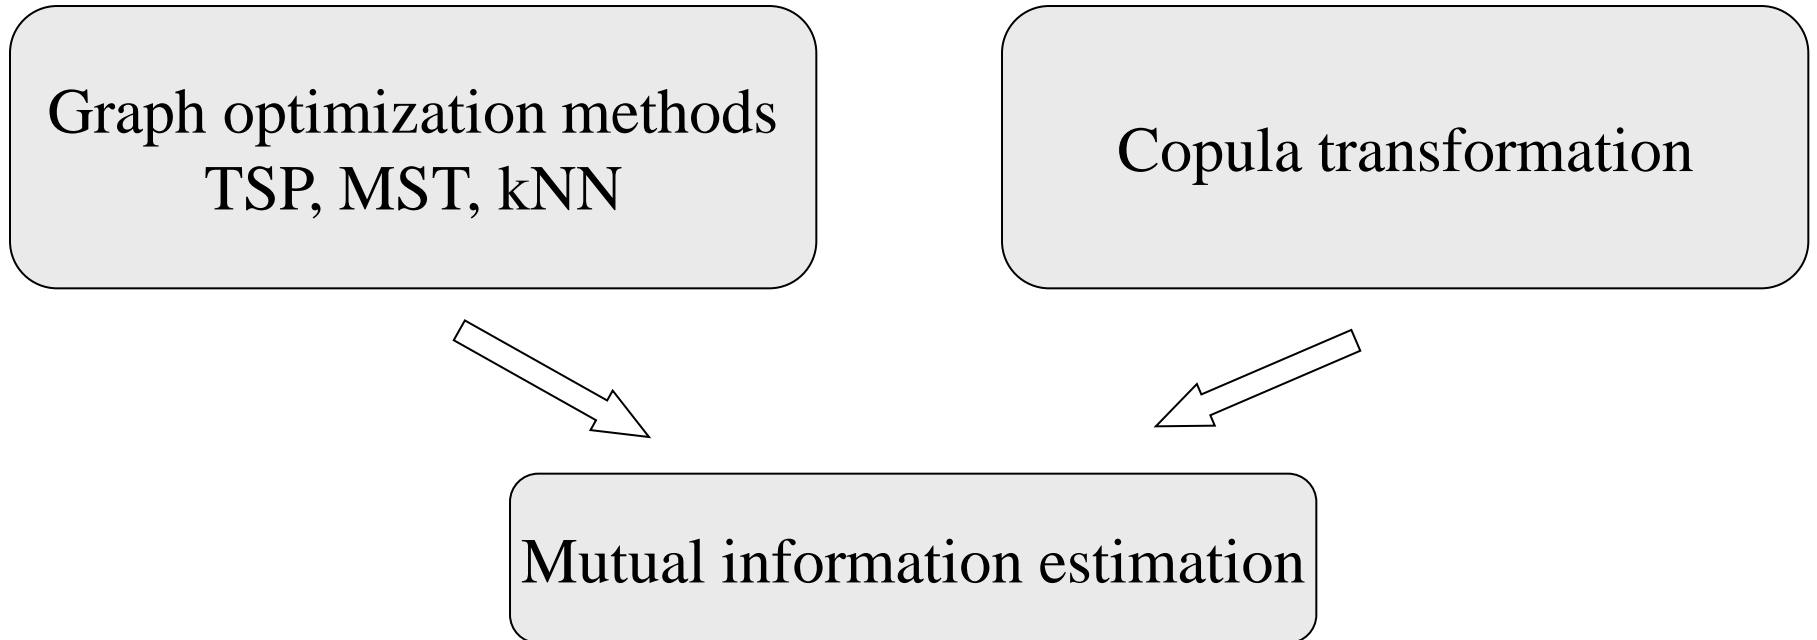 Graph optimization methods
TSP, MST, kNN
Copula transformation
Mutual information estimation